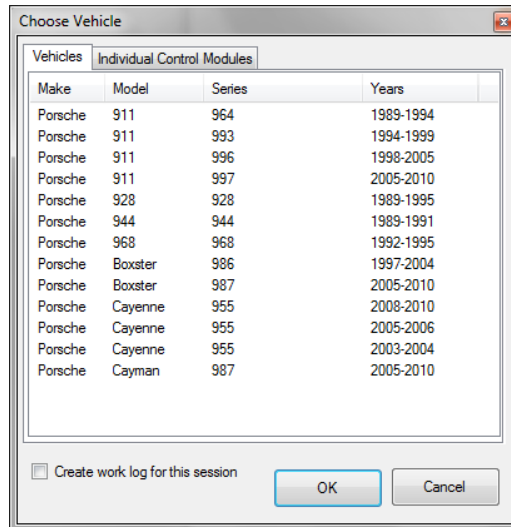 Choose Vehicle
Vehicles Individual Control Modules
Make Model Series Years
Porsche 911 964 1989-1994
Porsche 911 993 1994-1999
Porsche 911 996 1998-2005
Porsche 911 997 2005-2010
Porsche 928 928 1989-1995
Porsche 944 944 1989-1991
Porsche 968 968 1992-1995
Porsche Boxster 986 1997-2004
Porsche Boxster 987 2005-2010
Porsche Cayenne 955 2008-2010
Porsche Cayenne 955 2005-2006
Porsche Cayenne 955 2003-2004
Porsche Cayman 987 2005-2010
Create work log for this session
OK Cancel